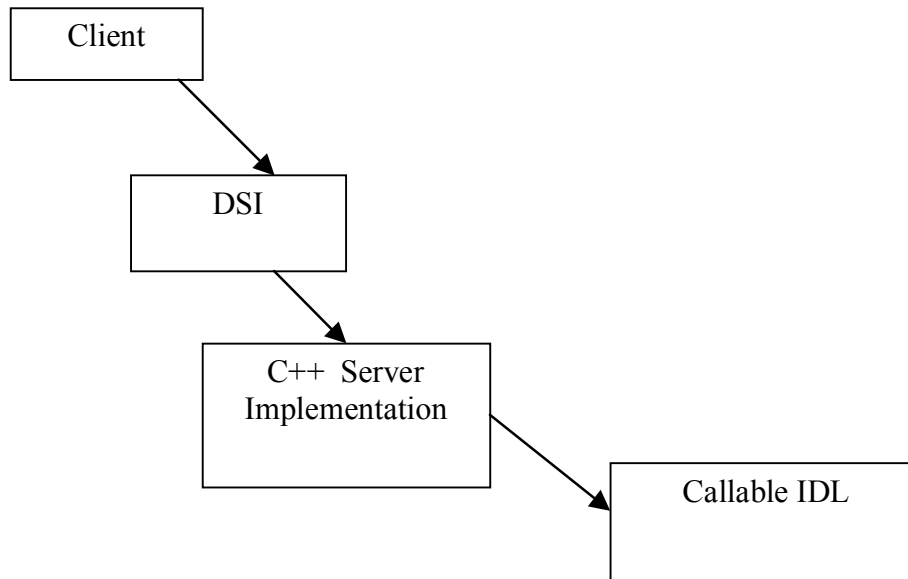 Client
DSI
C++ Server
Implementation
Callable IDL